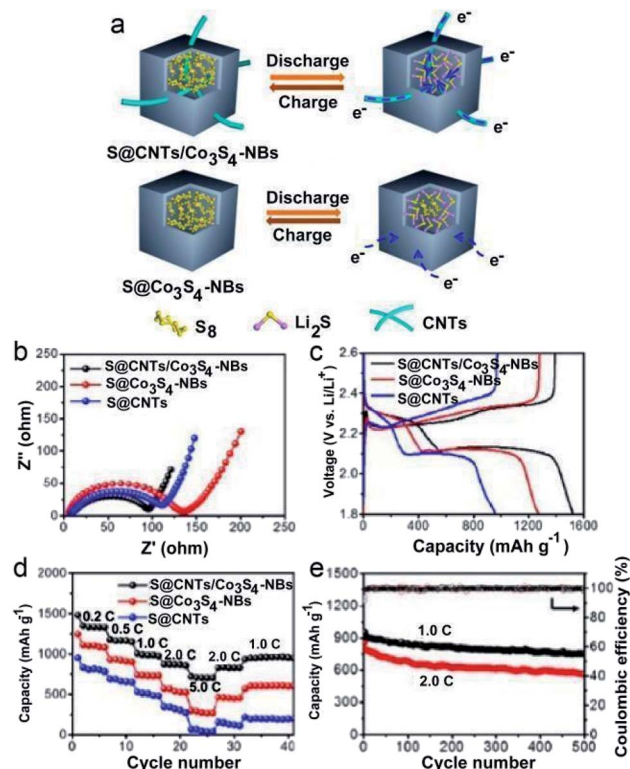 a
Discharge
Charge
e⁻
e⁻
e⁻
e⁻
S@CNTs/Co₃S₄-NBs
Discharge
Charge
e⁻
e⁻
e⁻
S@Co₃S₄-NBs
S₈
Li₂S
CNTs
b
250
200
150
100
50
0
Z'' (ohm)
S@CNTs/Co₃S₄-NBs
S@Co₃S₄-NBs
S@CNTs
0 50 100 150 200 250
Z' (ohm)
c
2.6
2.4
2.2
2.0
1.8
Voltage (V vs. Li/Li⁺)
S@CNTs/Co₃S₄-NBs
S@Co₃S₄-NBs
S@CNTs
0 400 800 1200 1600
Capacity (mAh g⁻¹)
d
2000
1500
1000
500
0
Capacity (mAh g⁻¹)
S@CNTs/Co₃S₄-NBs
S@Co₃S₄-NBs
S@CNTs
0.2 C
0.5 C
1.0 C
2.0 C
5.0 C
2.0 C
1.0 C
0 10 20 30 40
Cycle number
e
1500
1200
900
600
300
0
Capacity (mAh g⁻¹)
1.0 C
2.0 C
100
80
60
40
20
0
Coulombic efficiency (%)
0 100 200 300 400 500
Cycle number